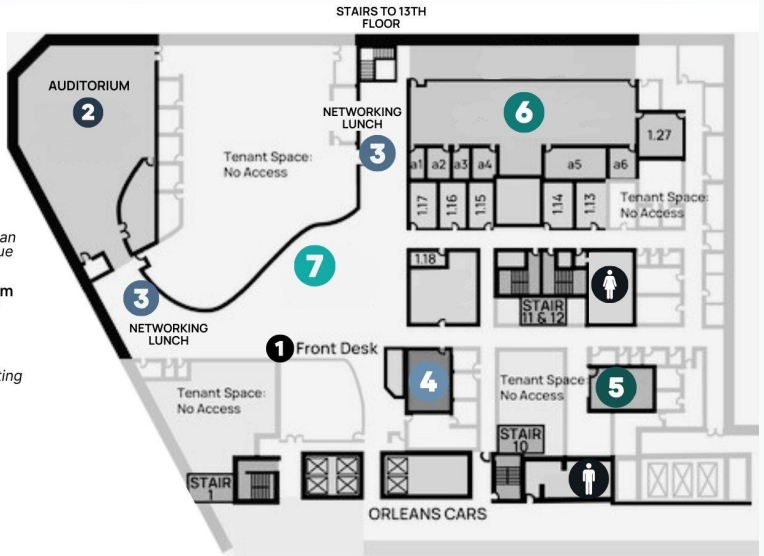 STAIRS TO 13TH
FLOOR
AUDITORIUM
2
NETWORKING
LUNCH
3
6
1.27
a1
a2
a3
a4
a5
a6
Tenant Space:
No Access
1.17
1.16
1.15
1.14
1.13
Tenant Space:
No Access
an
ue
7
1.18
m
3
NETWORKING
LUNCH
STAIR
11 & 12
1 Front Desk
ting
4
Tenant Space:
No Access
5
Tenant Space:
No Access
STAIR
10
STAIR
1
ORLEANS CARS